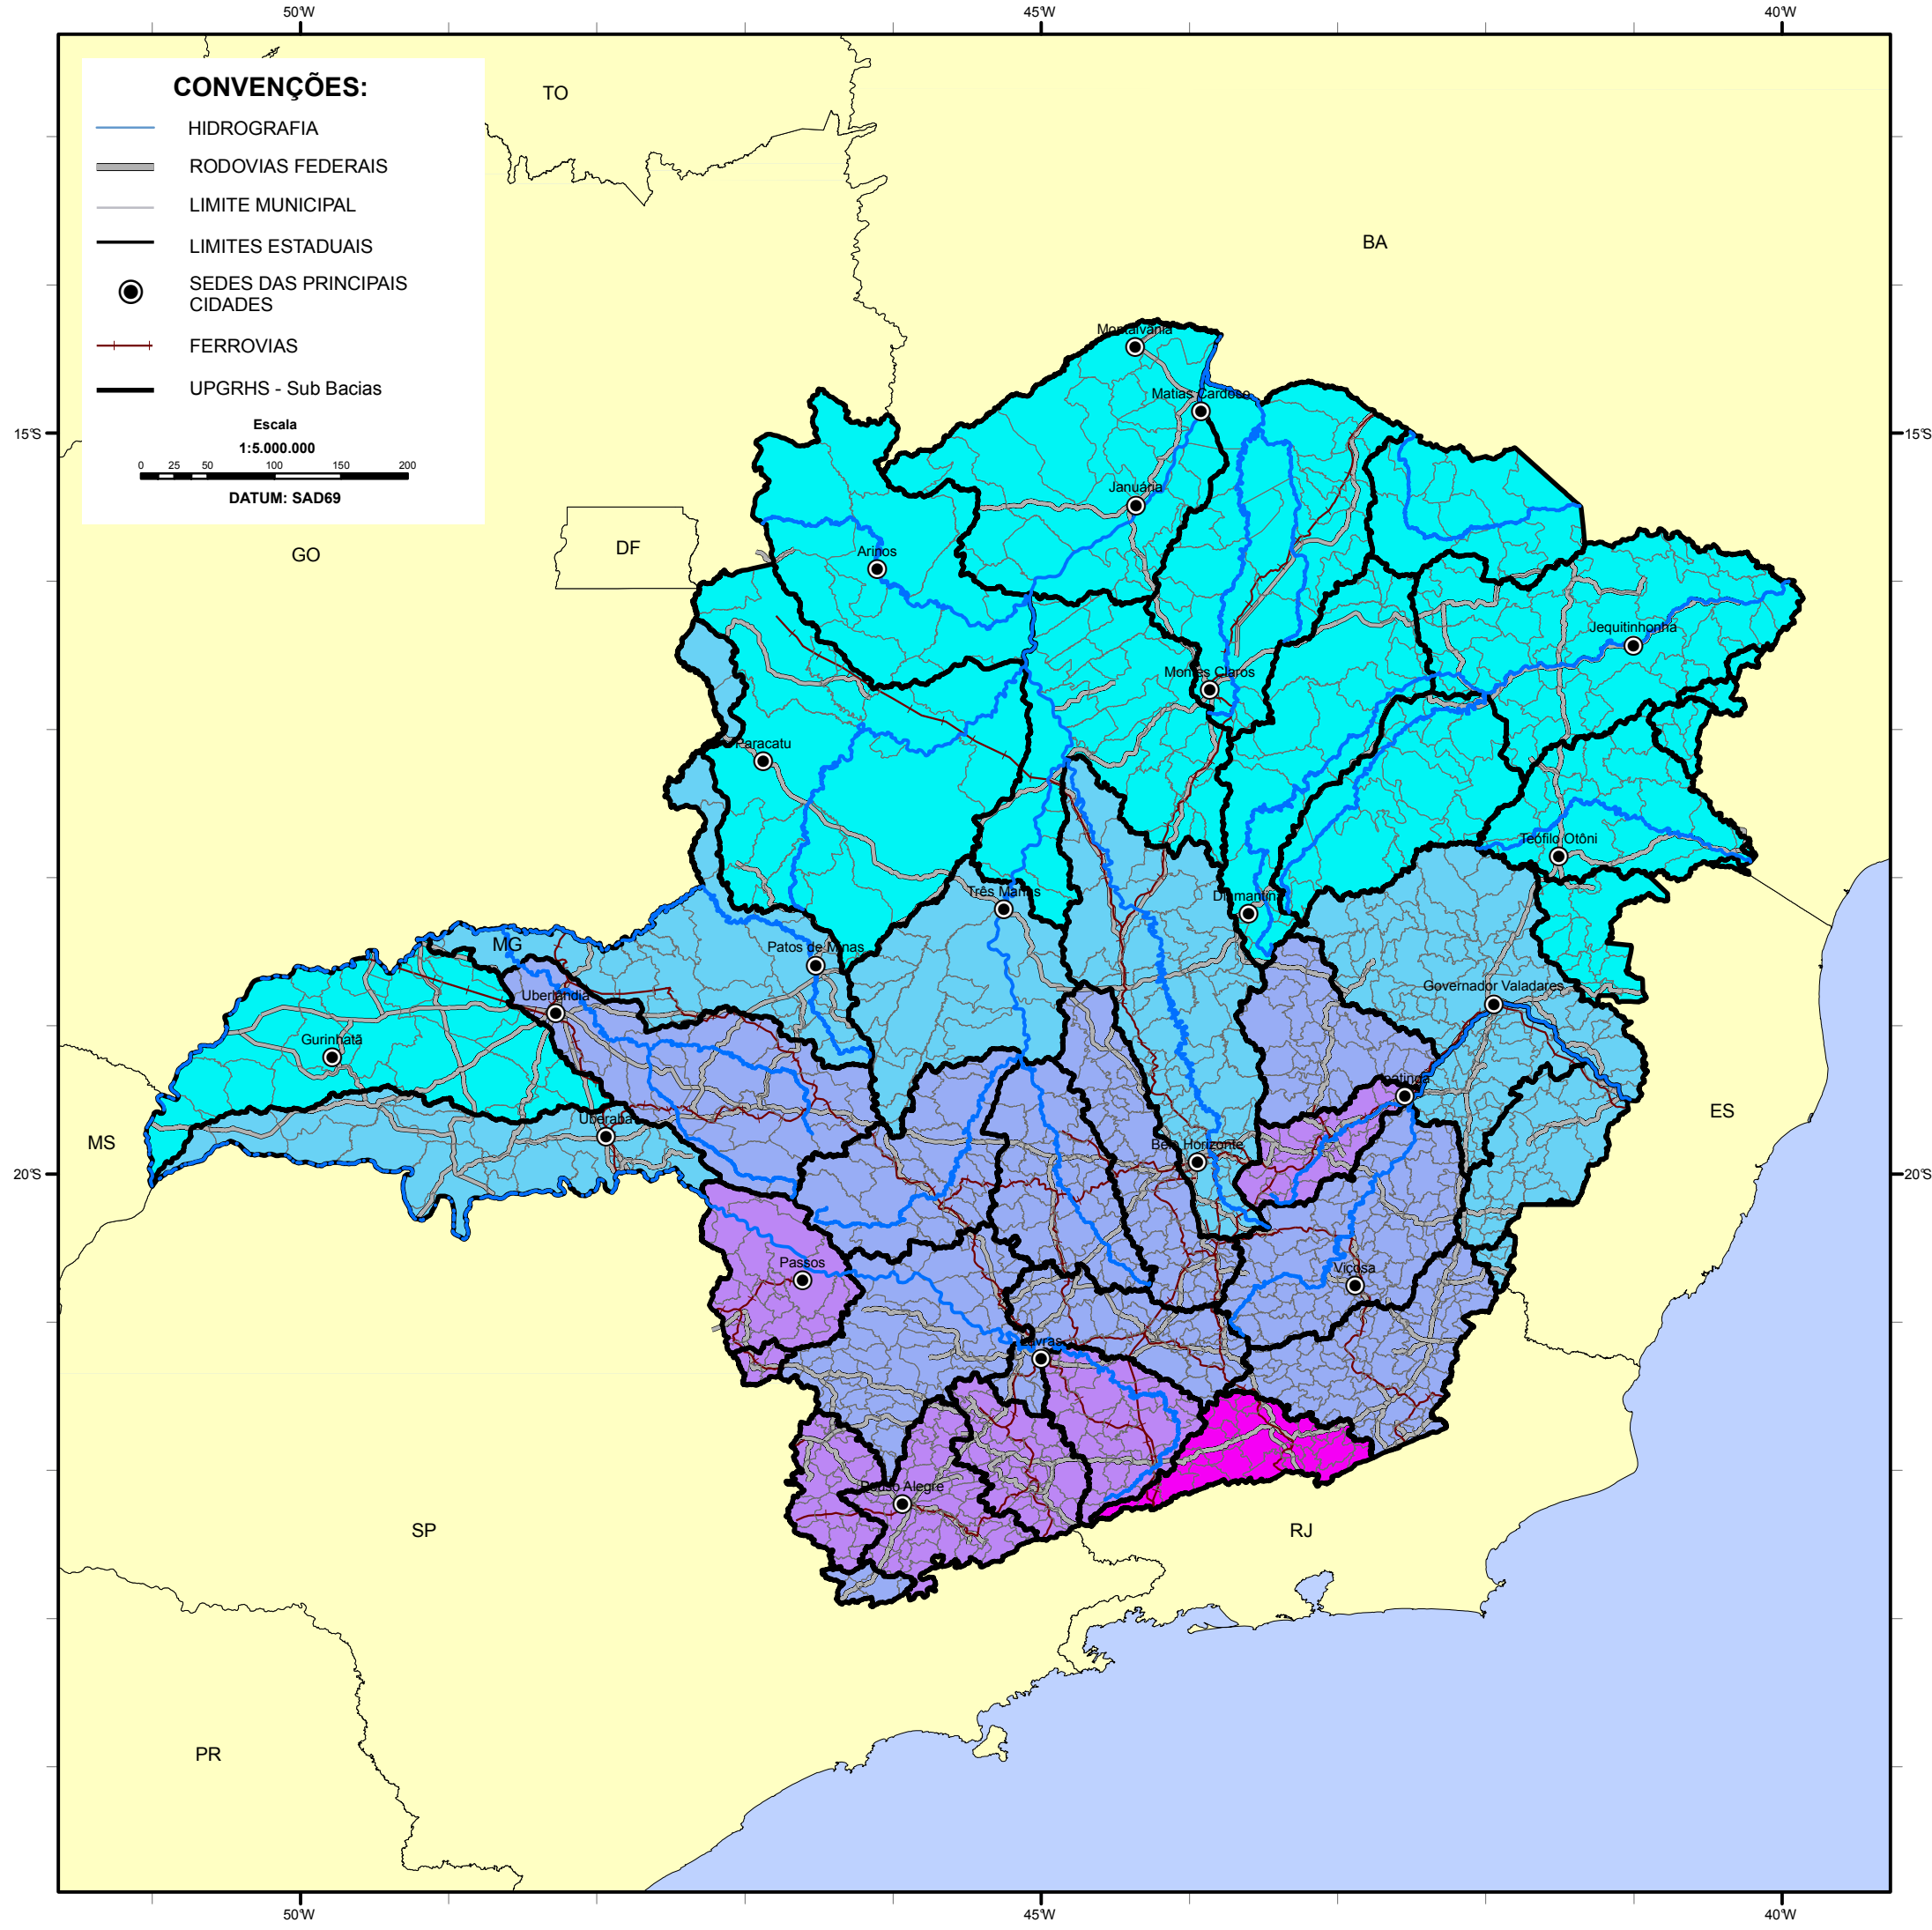 50°W
45°W
40°W
CONVENÇÕES:
HIDROGRAFIA
RODOVIAS FEDERAIS
LIMITE MUNICIPAL
LIMITES ESTADUAIS
SEDES DAS PRINCIPAIS
CIDADES
FERROVIAS
UPGRHS - Sub Bacias
Escala
1:5.000.000
0 25 50 100 150 200
DATUM: SAD69
TO
BA
Montalvânia
Matias Cardoso
15°S
15°S
Januária
GO
DF
Arinos
Jequitinhonha
Montes Claros
Paracatu
Teófilo Otôni
Três Marias
Diamantina
MG
Patos de Minas
Uberlândia
Governador Valadares
Gurinhatã
Ipatinga
ES
Uberaba
MS
Belo Horizonte
20°S
20°S
Passos
Viçosa
Lavras
Pouso Alegre
SP
RJ
PR
50°W
45°W
40°W